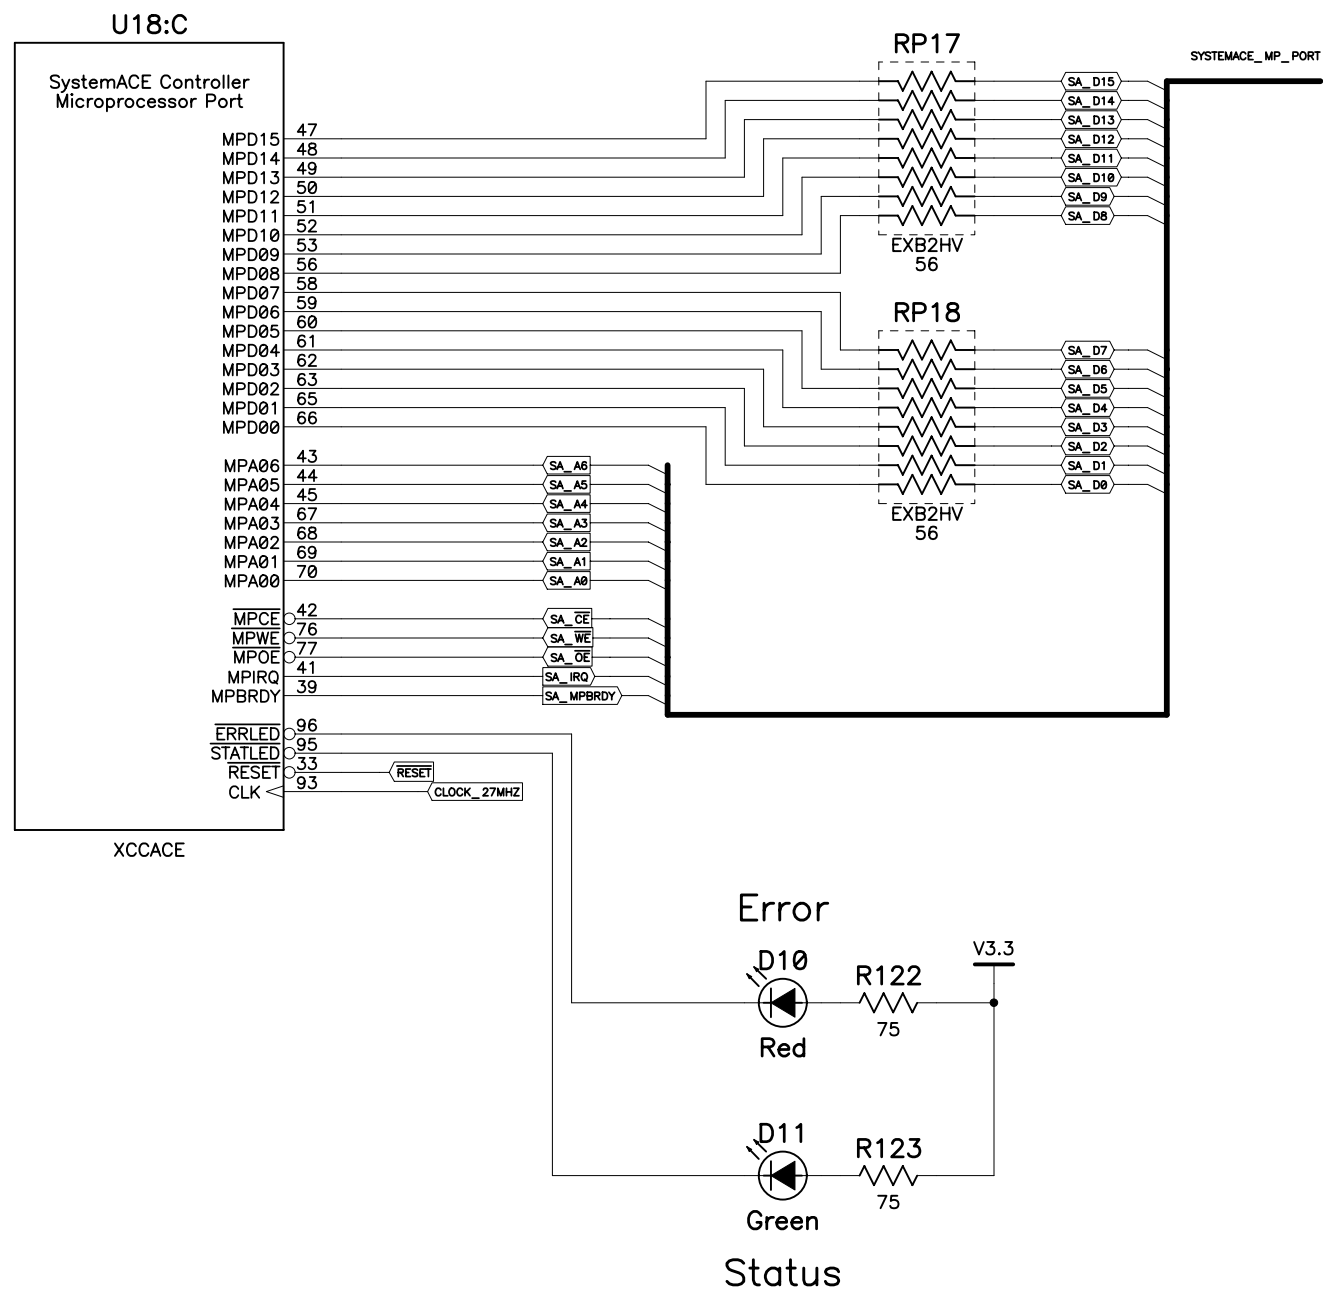 U18:C
SystemACE Controller
Microprocessor Port
MPD15 47
MPD14 48
MPD13 49
MPD12 50
MPD11 51
MPD10 52
MPD09 53
MPD08 56
MPD07 58
MPD06 59
MPD05 60
MPD04 61
MPD03 62
MPD02 63
MPD01 65
MPD00 66
MPA06 43 SA_A6
MPA05 44 SA_A5
MPA04 45 SA_A4
MPA03 67 SA_A3
MPA02 68 SA_A2
MPA01 69 SA_A1
MPA00 70 SA_A0
MPCE 42 SA_CE
MPWE 76 SA_WE
MPOE 77 SA_OE
MPIRQ 41 SA_IRQ
MPBRDY 39 SA_MPBRDY
ERRLED 96
STATLED 95
RESET 33 RESET
CLK 93 CLOCK_27MHZ
XCCACE
RP17
SYSTEMACE_MP_PORT
SA_D15
SA_D14
SA_D13
SA_D12
SA_D11
SA_D10
SA_D9
SA_D8
EXB2HV
56
RP18
SA_D7
SA_D6
SA_D5
SA_D4
SA_D3
SA_D2
SA_D1
SA_D0
EXB2HV
56
Error
V3.3
D10 R122
75
Red
D11 R123
75
Green
Status